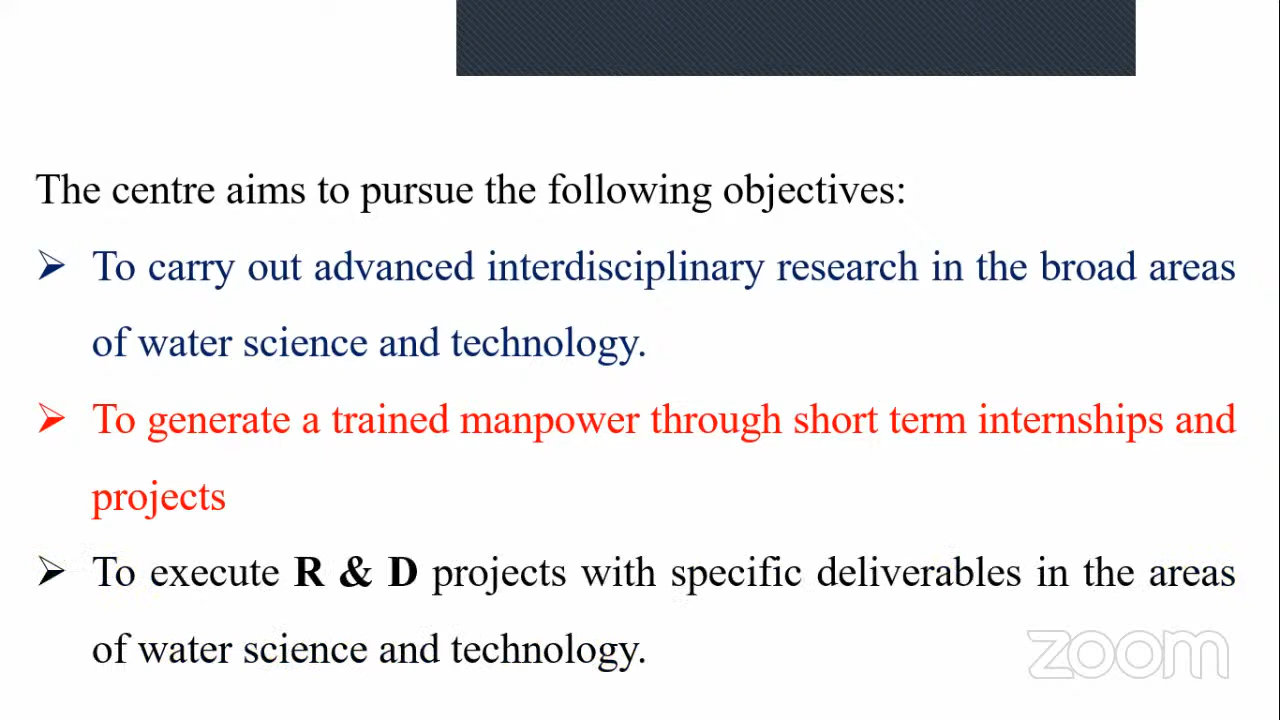 The centre aims to pursue the following objectives:
➢ To carry out advanced interdisciplinary research in the broad areas
of water science and technology.
➢ To generate a trained manpower through short term internships and
projects
➢ To execute R & D projects with specific deliverables in the areas
of water science and technology.
zoom